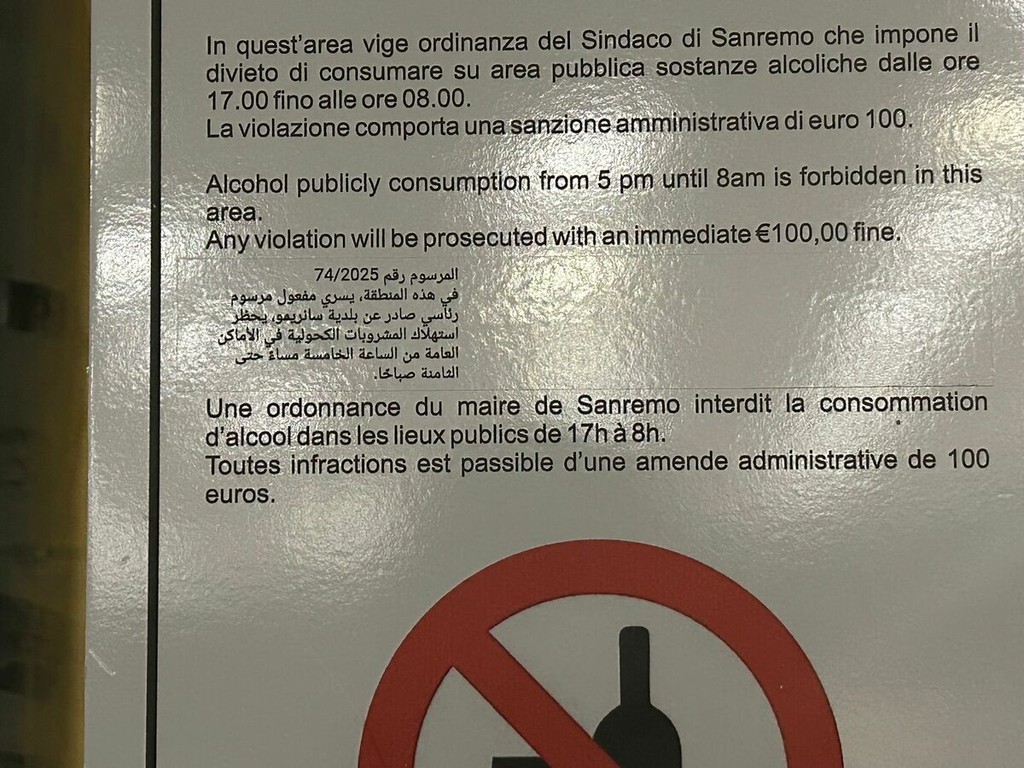 In quest'area vige ordinanza del Sindaco di Sanremo che impone il
divieto di consumare su area pubblica sostanze alcoliche dalle ore
17.00 fino alle ore 08.00.
La violazione comporta una sanzione amministrativa di euro 100.
Alcohol publicly consumption from 5 pm until 8am is forbidden in this
area.
Any violation will be prosecuted with an immediate €100,00 fine.
المرسوم رقم 74/2025
في هذه المنطقة، يسري مفعول مرسوم
رئاسي صادر عن بلدية سانريمو، يحظر
استهلاك المشروبات الكحولية في الأماكن
العامة من الساعة الخامسة مساءً حتى
الثامنة صباحًا.
Une ordonnance du maire de Sanremo interdit la consommation
d'alcool dans les lieux publics de 17h à 8h.
Toutes infractions est passible d'une amende administrative de 100
euros.